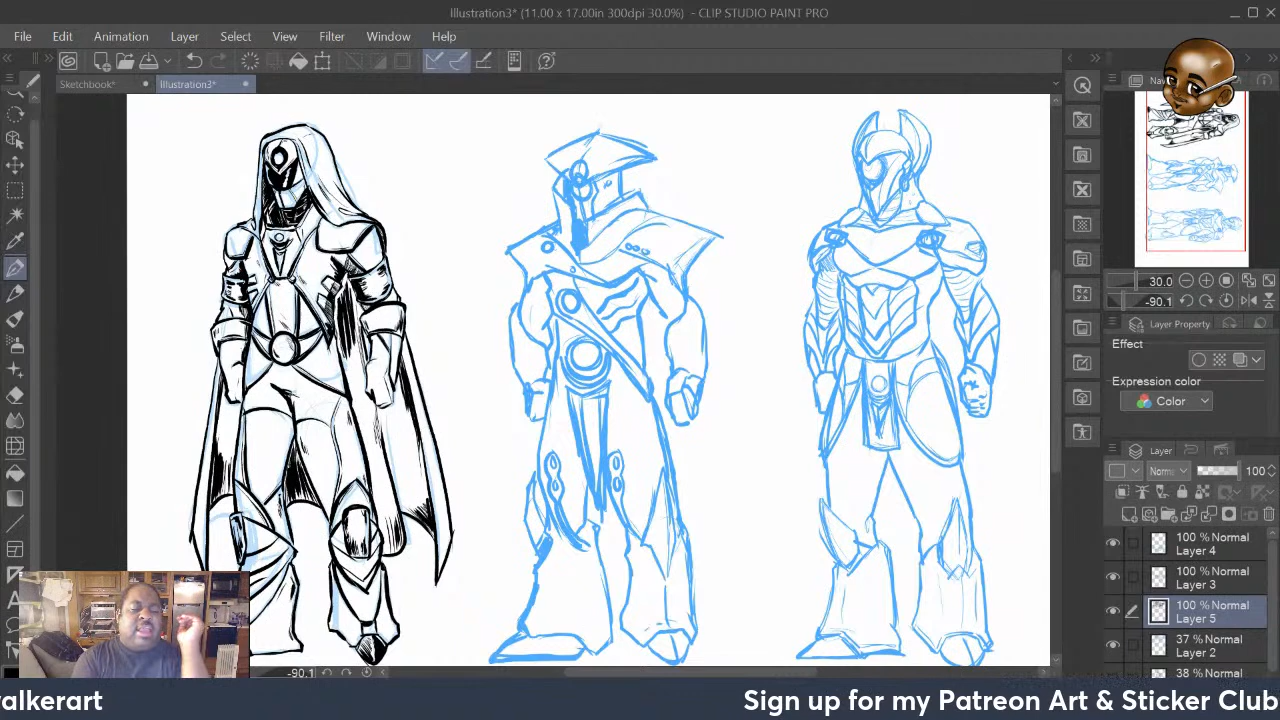 Illustration3* (11.00 x 17.00in 300dpi 30.0%) - CLIP STUDIO PAINT PRO
File Edit Animation Layer Select View Filter Window Help
Sketchbook* Illustration3*
30.0
-90.1
Layer Property
Effect
Expression color
Color
Layer
Norma 100
100 % Normal
Layer 4
100 % Normal
Layer 3
100 % Normal
Layer 5
37 % Normal
Layer 2
38 % Normal
-90.1
alkerart
Sign up for my Patreon Art & Sticker Club